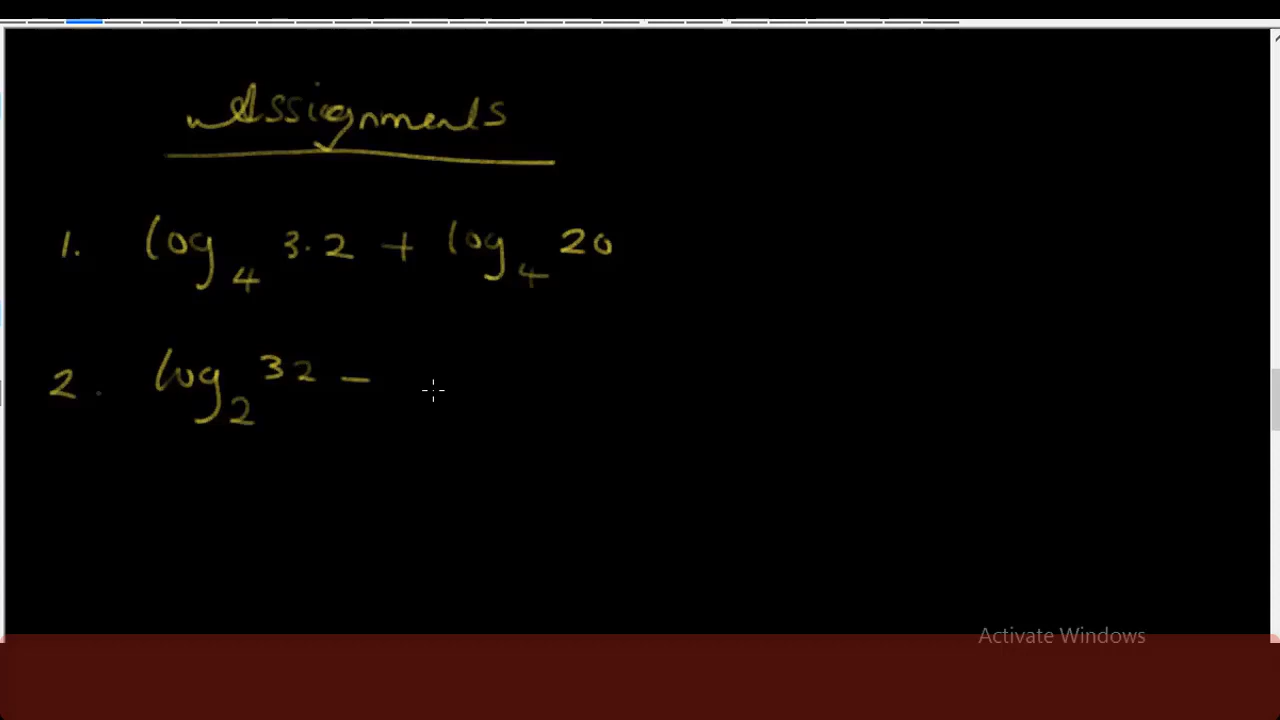 Assignments
1. log₄ 3.2 + log₄ 20
2. log₂ 32 –
Activate Windows